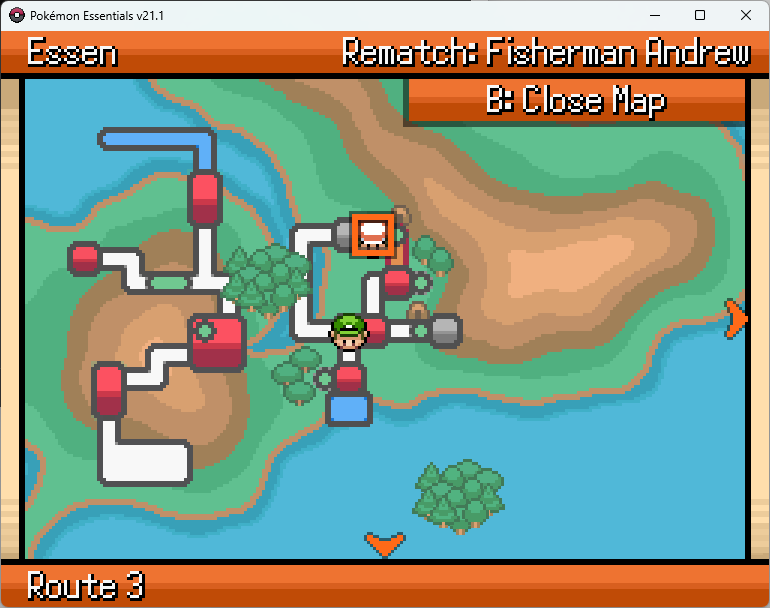 Pokémon Essentials v21.1
Essen
Rematch: Fisherman Andrew
B: Close Map
Route 3